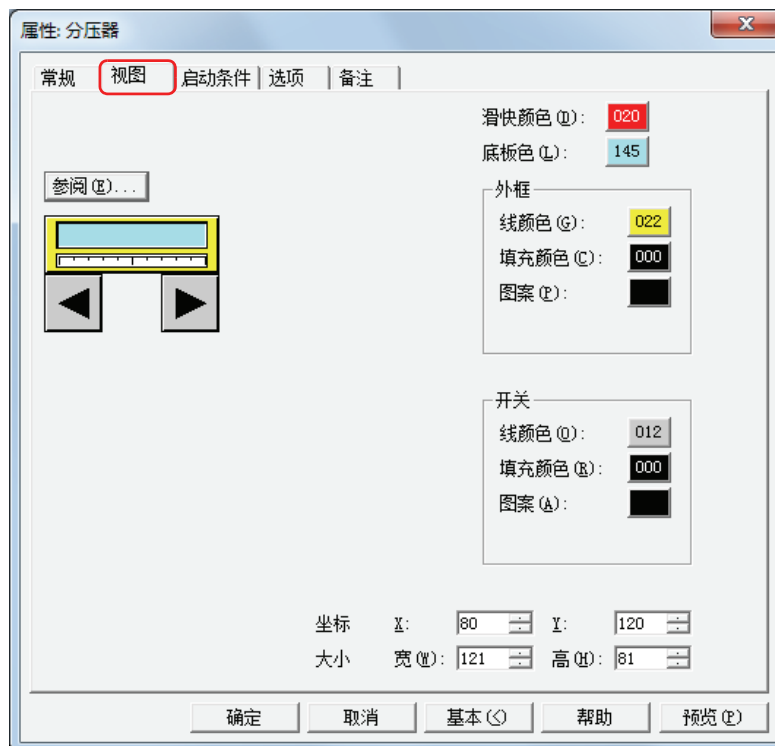 属性: 分压器
X
常规 视图 启动条件 选项 备注
滑快颜色(D): 020
底板色(L): 145
参阅(E)...
外框
线颜色(G): 022
填充颜色(C): 000
图案(P):
开关
线颜色(O): 012
填充颜色(R): 000
图案(A):
坐标 X: 80 Y: 120
大小 宽(W): 121 高(H): 81
确定 取消 基本(<) 帮助 预览(P)